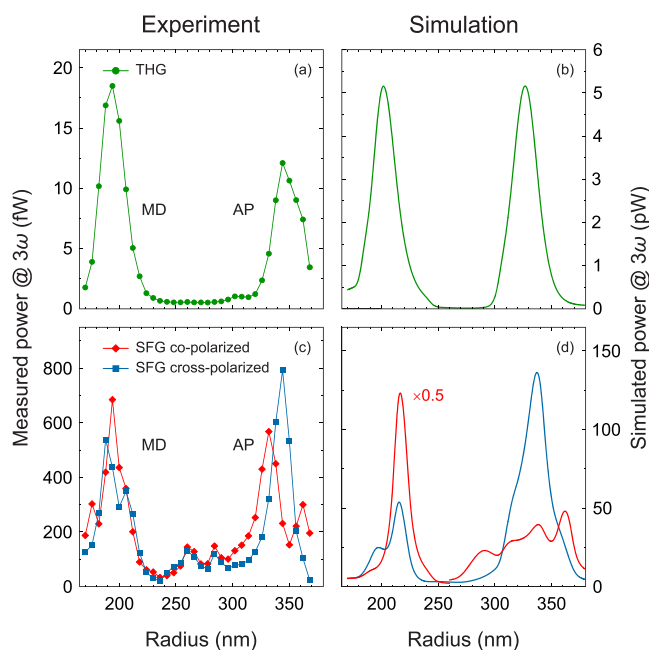 Experiment
Simulation
THG
(a)
(b)
MD
AP
20
15
10
5
0
6
5
4
3
2
1
0
SFG co-polarized
SFG cross-polarized
(c)
(d)
×0.5
MD
AP
800
600
400
200
0
150
100
50
0
200
250
300
350
200
250
300
350
Radius (nm)
Radius (nm)
Measured power @ 3ω (fW)
Simulated power @ 3ω (pW)